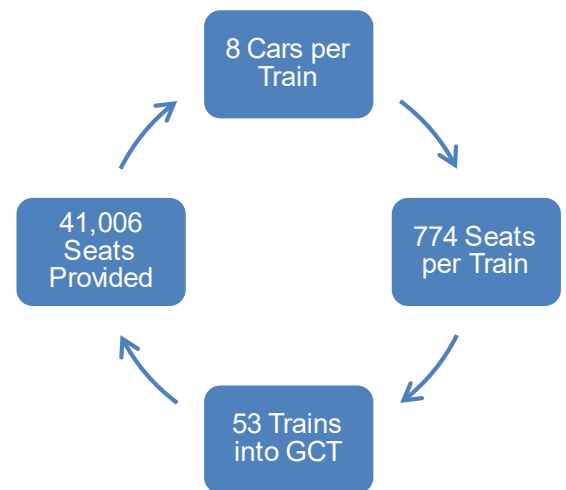 8 Cars per
Train
774 Seats
per Train
53 Trains
into GCT
41,006
Seats
Provided